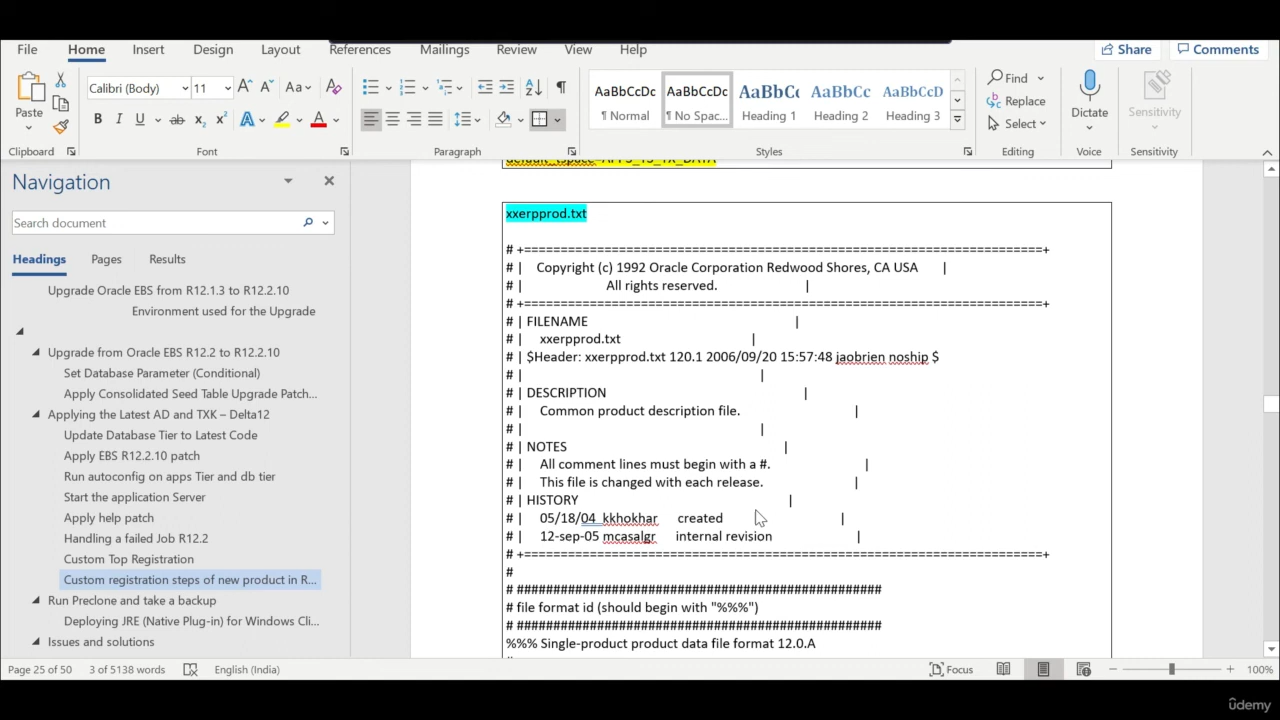 File Home Insert Design Layout References Mailings Review View Help Share Comments
Paste
Calibri (Body) 11
AaBbCcDc AaBbCcDc AaBbCc AaBbCc AaBbCcD
¶ Normal ¶ No Spac... Heading 1 Heading 2 Heading 3
Find
Replace
Select
Dictate
Sensitivity
Clipboard Font Paragraph Styles Editing Voice Sensitivity
Navigation
Search document
Headings Pages Results
Upgrade Oracle EBS from R12.1.3 to R12.2.10
Environment used for the Upgrade
Upgrade from Oracle EBS R12.2 to R12.2.10
Set Database Parameter (Conditional)
Apply Consolidated Seed Table Upgrade Patch...
Applying the Latest AD and TXK – Delta12
Update Database Tier to Latest Code
Apply EBS R12.2.10 patch
Run autoconfig on apps Tier and db tier
Start the application Server
Apply help patch
Handling a failed Job R12.2
Custom Top Registration
Custom registration steps of new product in R...
Run Preclone and take a backup
Deploying JRE (Native Plug-in) for Windows Cli...
Issues and solutions
xxerpprod.txt
# +========================================================================+
# | Copyright (c) 1992 Oracle Corporation Redwood Shores, CA USA |
# | All rights reserved. |
# +========================================================================+
# | FILENAME |
# | xxerpprod.txt |
# | $Header: xxerpprod.txt 120.1 2006/09/20 15:57:48 jaobrien noship $
# | |
# | DESCRIPTION |
# | Common product description file. |
# | |
# | NOTES |
# | All comment lines must begin with a #. |
# | This file is changed with each release. |
# | HISTORY |
# | 05/18/04 kkhokhar created |
# | 12-sep-05 mcasalgr internal revision |
# +========================================================================+
#
# ##################################################
# file format id (should begin with "%%%")
# ##################################################
%%% Single-product product data file format 12.0.A
Page 25 of 50 3 of 5138 words English (India) Focus 100%
ûdemy